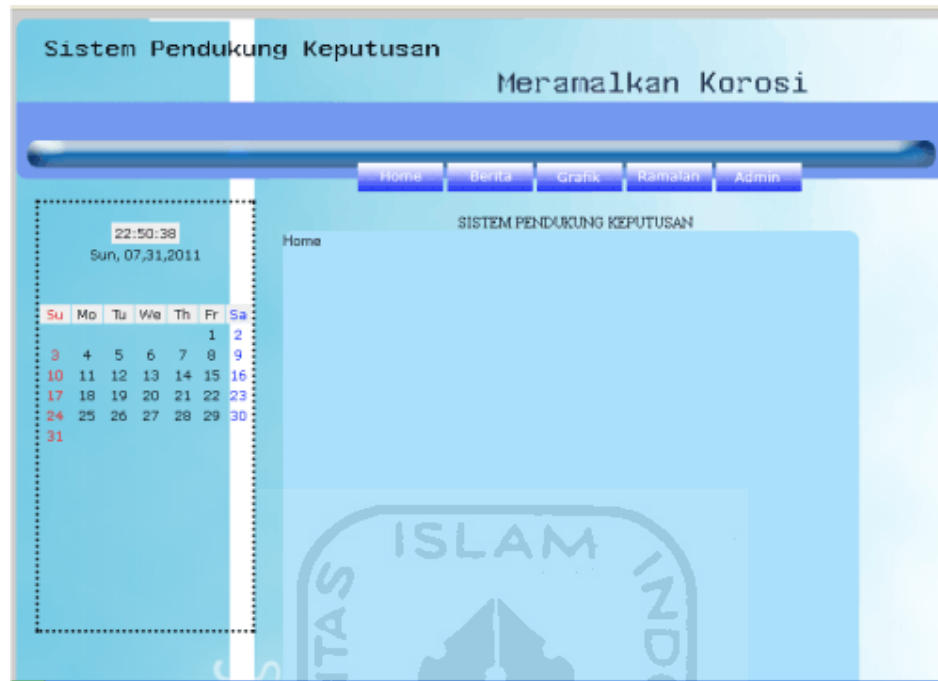 Sistem Pendukung Keputusan
Meramalkan Korosi
Home Berita Grafik Ramalan Admin
22:50:38
Sun, 07,31,2011
Su Mo Tu We Th Fr Sa
1 2
3 4 5 6 7 8 9
10 11 12 13 14 15 16
17 18 19 20 21 22 23
24 25 26 27 28 29 30
31
SISTEM PENDUKUNG KEPUTUSAN
Home
ISLAM
ITAS
INDO
S